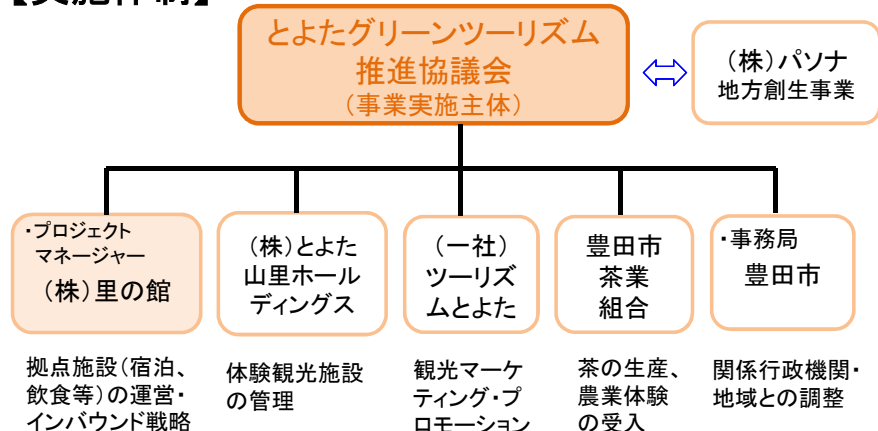 【実施体制】
とよたグリーンツーリズム
推進協議会
(事業実施主体)
(株)パソナ
地方創生事業
・プロジェクト
マネージャー
(株)里の館
(株)とよた
山里ホール
ディングス
(一社)
ツーリズ
ムとよた
豊田市
茶業
組合
・事務局
豊田市
拠点施設(宿泊、
飲食等)の運営・
インバウンド戦略
体験観光施設
の管理
観光マーケ
ティング・プ
ロモーション
茶の生産、
農業体験
の受入
関係行政機関・
地域との調整